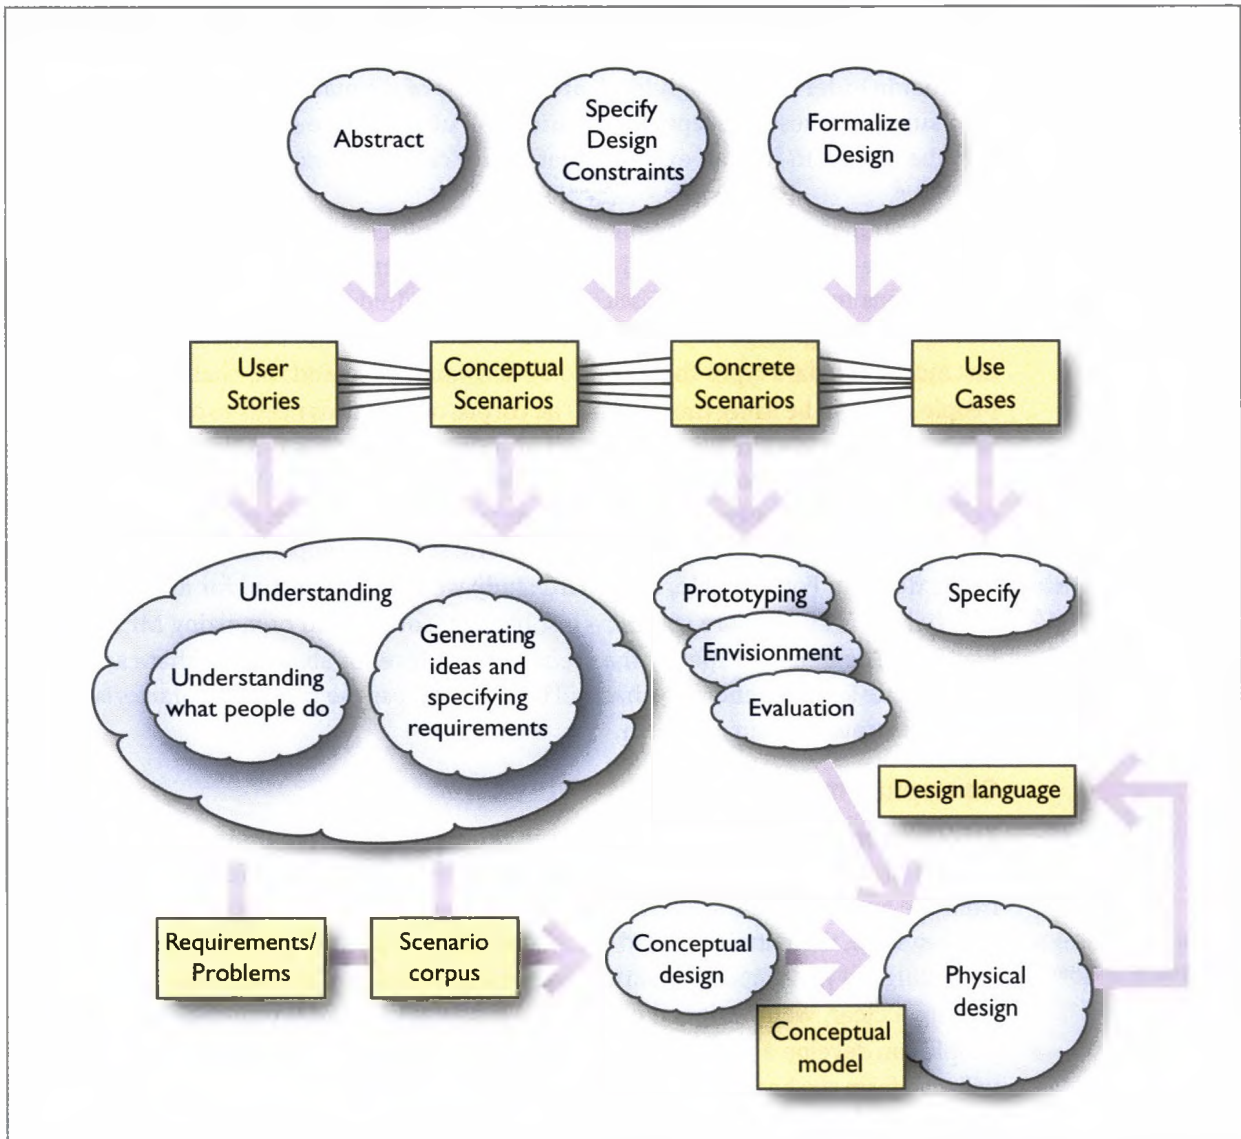 Abstract
Specify
Design
Constraints
Formalize
Design
User
Stories
Conceptual
Scenarios
Concrete
Scenarios
Use
Cases
Understanding
Understanding
what people do
Generating
ideas and
specifying
requirements
Prototyping
Envisionment
Evaluation
Specify
Design language
Requirements/
Problems
Scenario
corpus
Conceptual
design
Conceptual
model
Physical
design